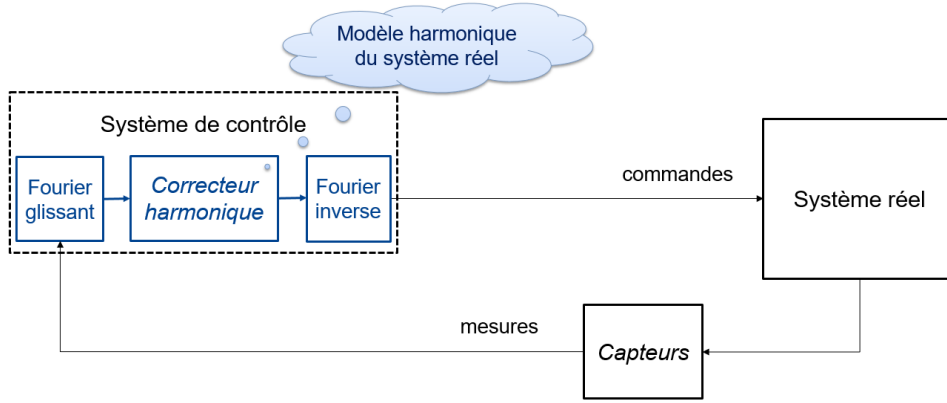 Modèle harmonique
du système réel
Système de contrôle
Fourier
glissant
Correcteur
harmonique
Fourier
inverse
commandes
Système réel
mesures
Capteurs